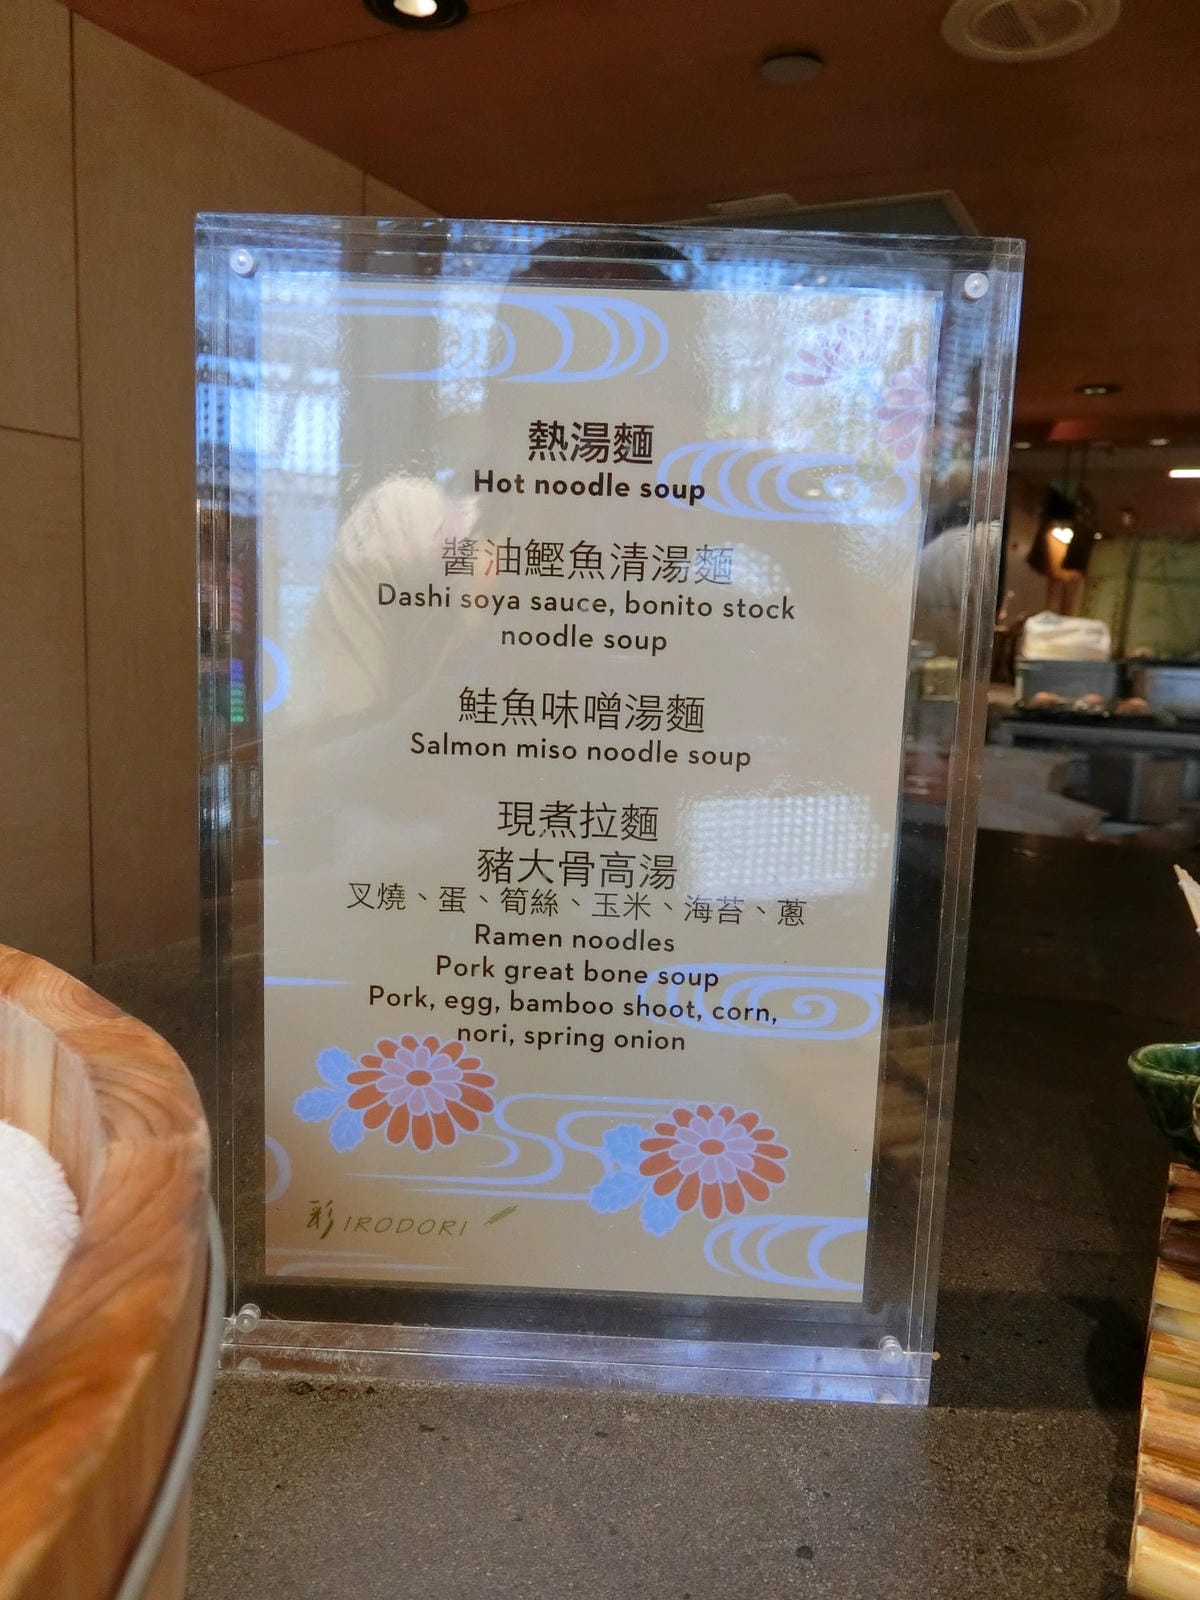 熱湯麵
Hot noodle soup
醬油鰹魚清湯麵
Dashi soya sauce, bonito stock
noodle soup
鮭魚味噌湯麵
Salmon miso noodle soup
現煮拉麵
豬大骨高湯
叉燒、蛋、筍絲、玉米、海苔、蔥
Ramen noodles
Pork great bone soup
Pork, egg, bamboo shoot, corn,
nori, spring onion
彩 IRODORI